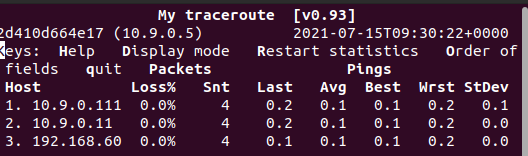 My traceroute [v0.93]
2d410d664e17 (10.9.0.5) 2021-07-15T09:30:22+0000
Keys: Help Display mode Restart statistics Order of
fields quit Packets Pings
Host Loss% Snt Last Avg Best Wrst StDev
1. 10.9.0.111 0.0% 4 0.2 0.1 0.1 0.2 0.1
2. 10.9.0.11 0.0% 4 0.2 0.1 0.1 0.2 0.0
3. 192.168.60 0.0% 4 0.1 0.1 0.1 0.2 0.0